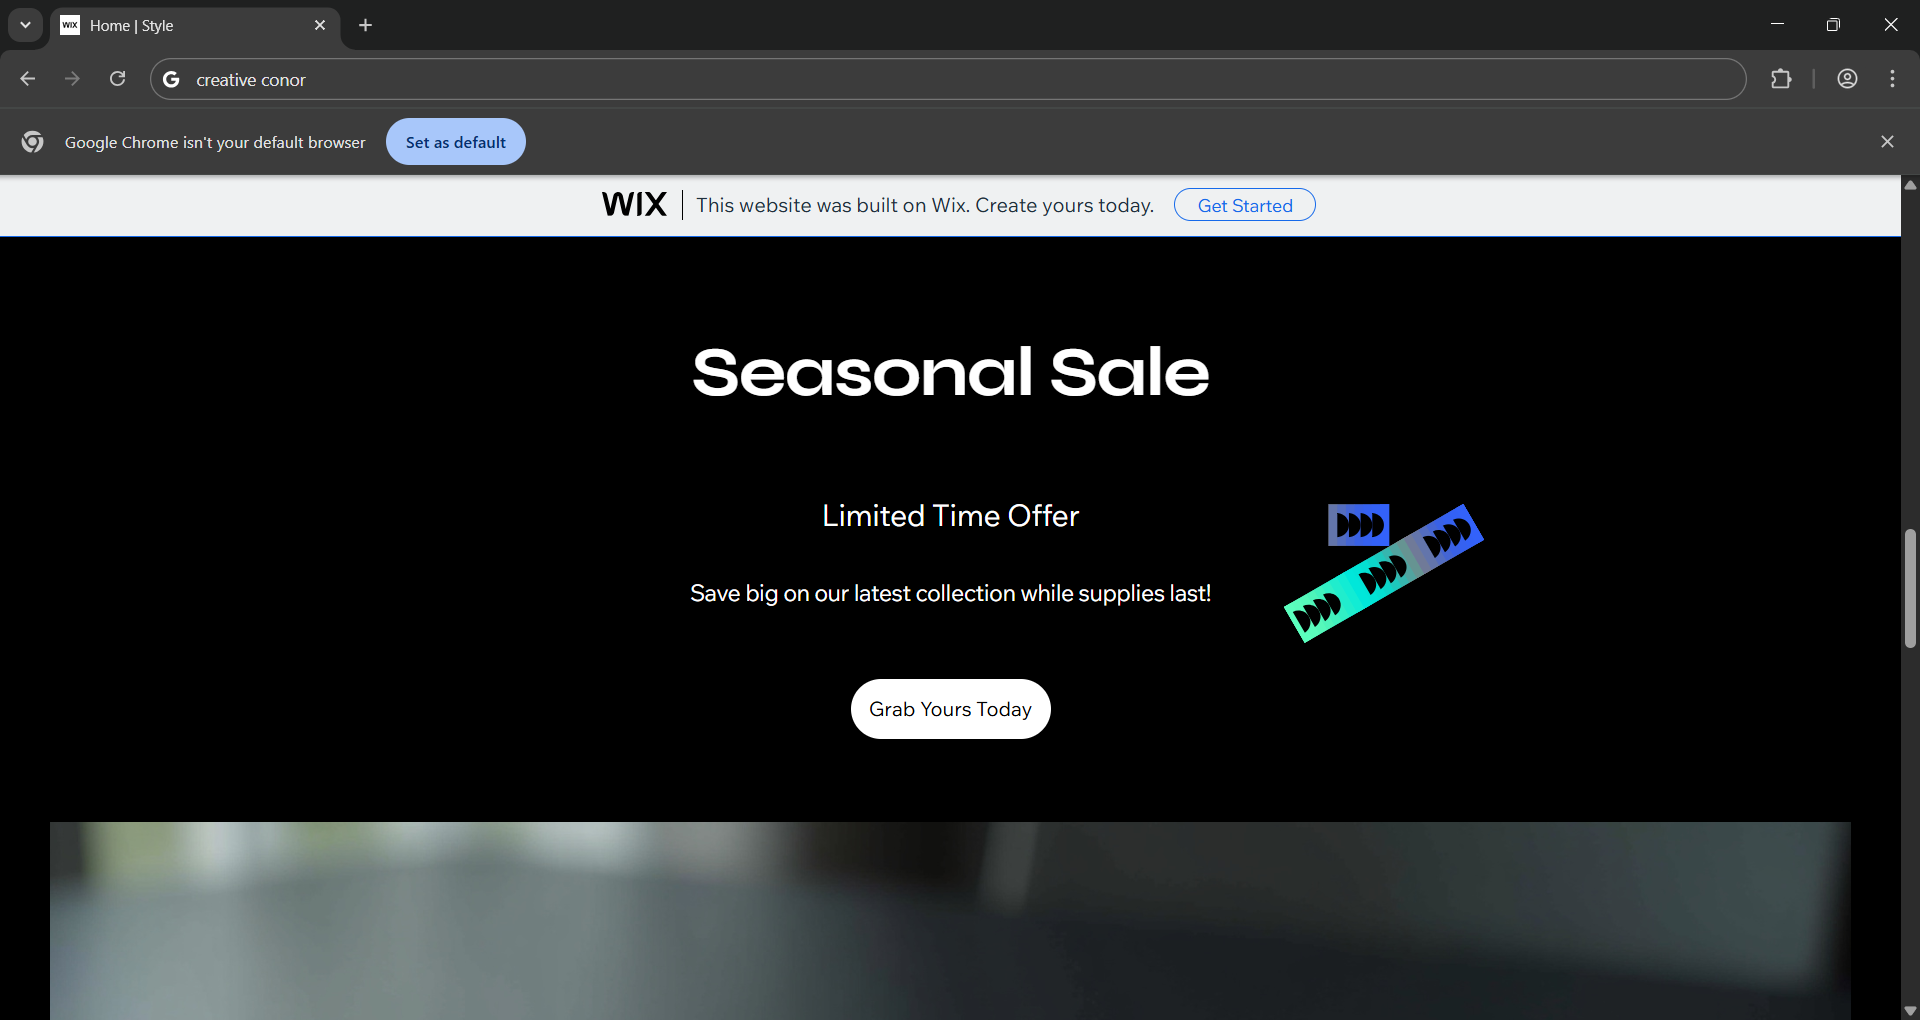 WIX Home | Style
creative conor
Google Chrome isn't your default browser Set as default
WIX This website was built on Wix. Create yours today. Get Started
Seasonal Sale
Limited Time Offer
Save big on our latest collection while supplies last!
Grab Yours Today